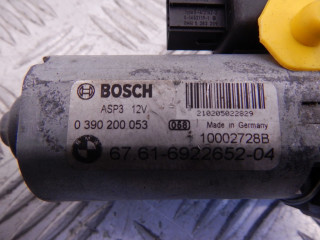 BOSCH
ASP3 12V
210205022829
0 390 200 053
Made in Germany
10002728B
67.61-6922652-04